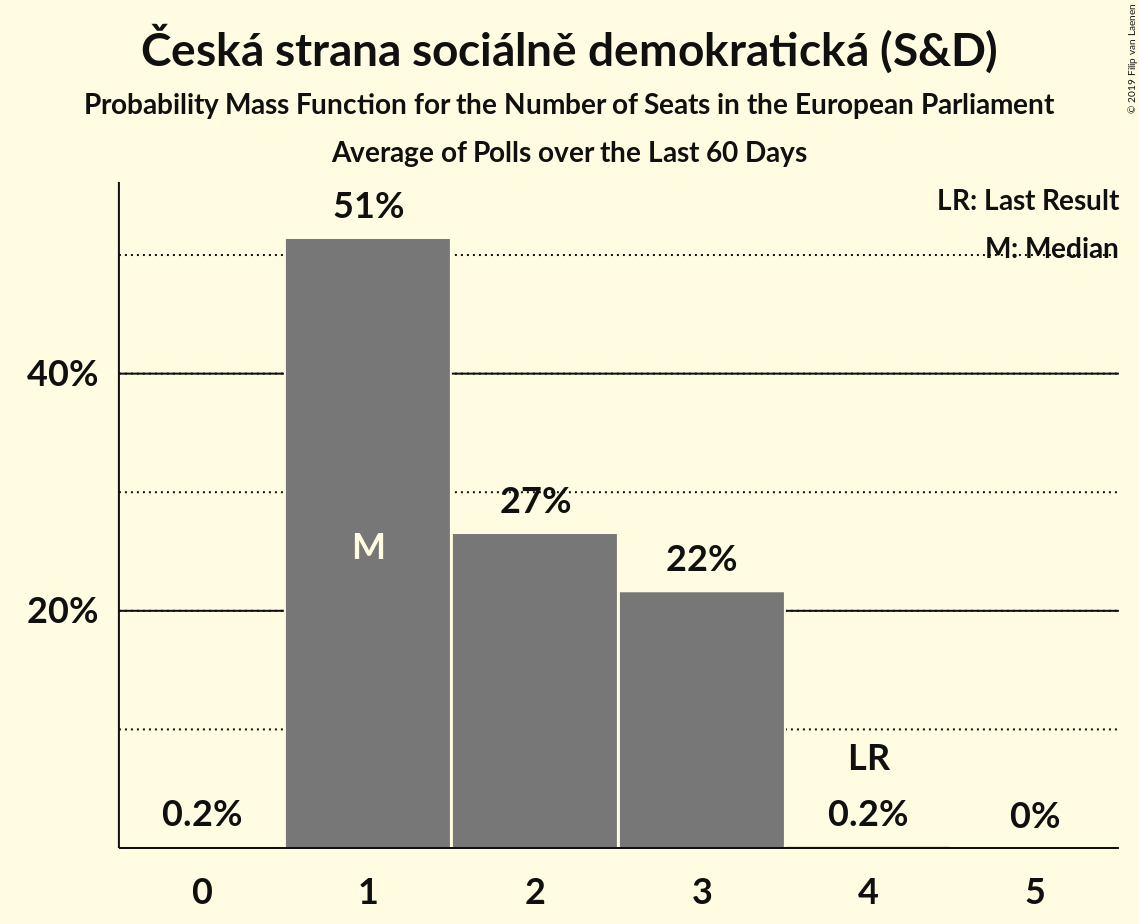 Česká strana sociálně demokratická (S&D)
Probability Mass Function for the Number of Seats in the European Parliament
Average of Polls over the Last 60 Days
© 2019 Filip van Laenen
LR: Last Result
M: Median
51%
40%
27%
M
22%
20%
LR
0.2%
0.2%
0%
0 1 2 3 4 5